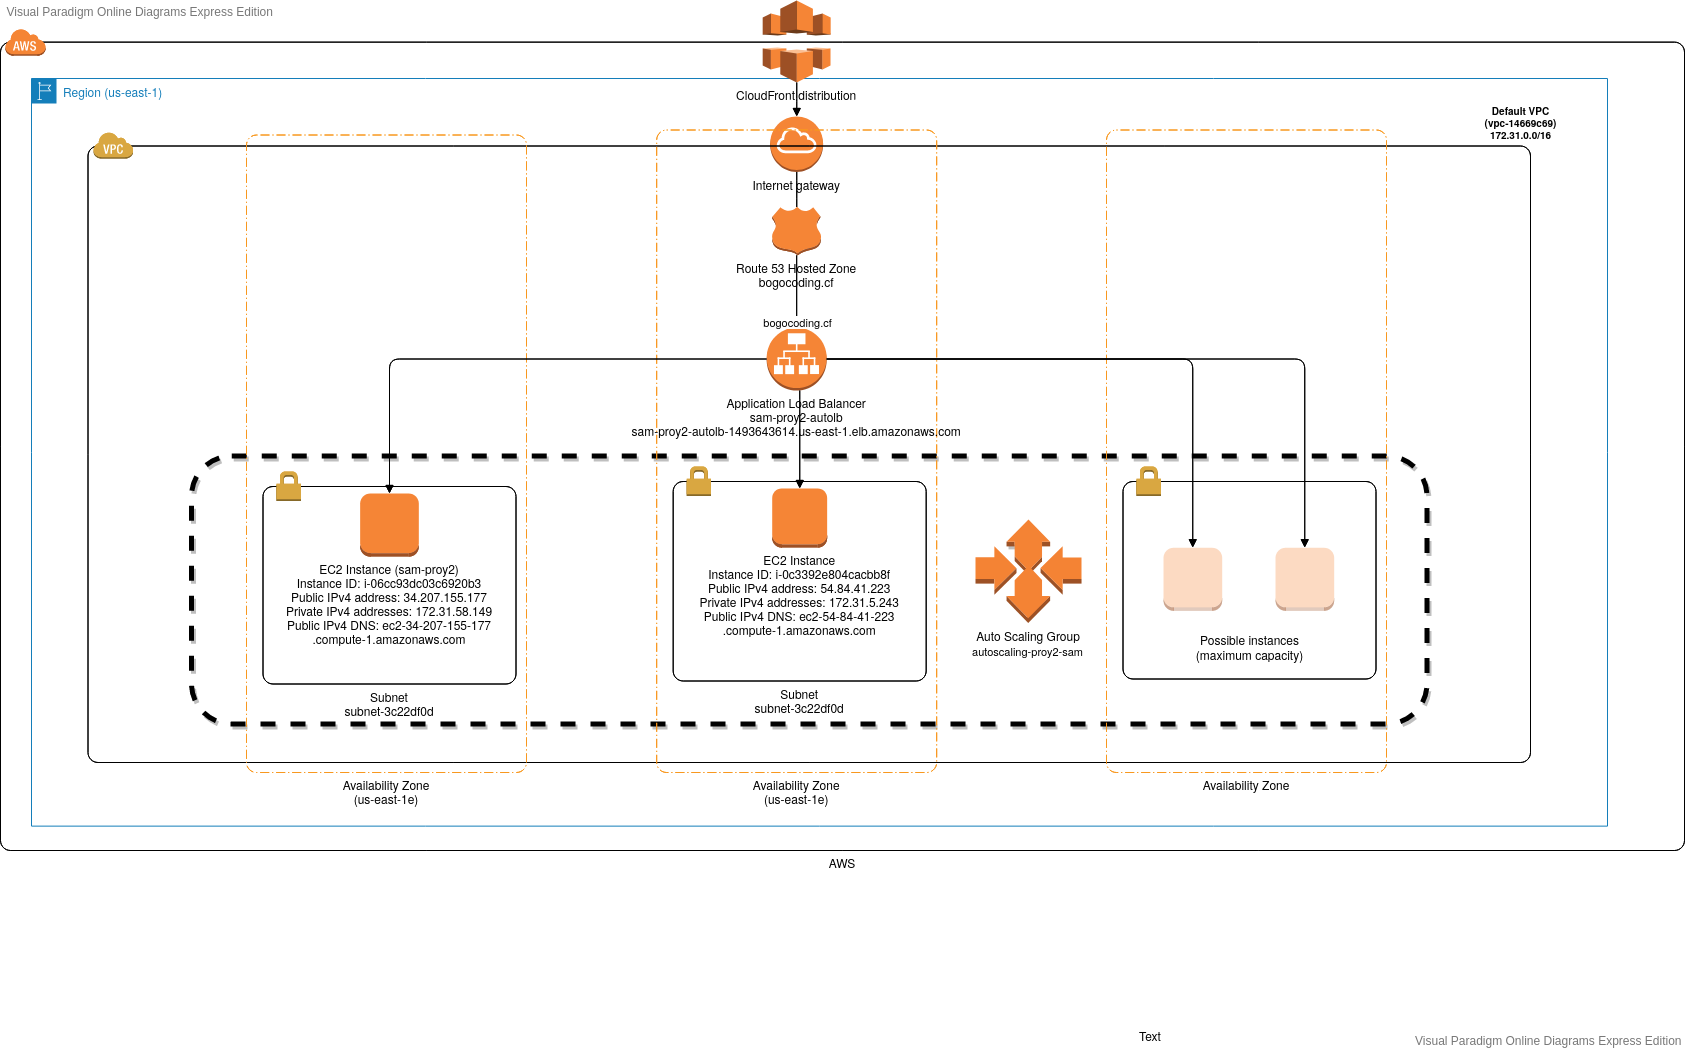 Visual Paradigm Online Diagrams Express Edition
AWS
Region (us-east-1)
CloudFront distribution
Default VPC
(vpc-14669c69)
172.31.0.0/16
VPC
Internet gateway
Route 53 Hosted Zone
bogocoding.cf
bogocoding.cf
Application Load Balancer
sam-proy2-autolb
sam-proy2-autolb-1493643614.us-east-1.elb.amazonaws.com
EC2 Instance (sam-proy2)
Instance ID: i-06cc93dc03c6920b3
Public IPv4 address: 34.207.155.177
Private IPv4 addresses: 172.31.58.149
Public IPv4 DNS: ec2-34-207-155-177
.compute-1.amazonaws.com
Subnet
subnet-3c22df0d
EC2 Instance
Instance ID: i-0c3392e804cacbb8f
Public IPv4 address: 54.84.41.223
Private IPv4 addresses: 172.31.5.243
Public IPv4 DNS: ec2-54-84-41-223
.compute-1.amazonaws.com
Subnet
subnet-3c22df0d
Auto Scaling Group
autoscaling-proy2-sam
Possible instances
(maximum capacity)
Availability Zone
(us-east-1e)
Availability Zone
(us-east-1e)
Availability Zone
AWS
Text
Visual Paradigm Online Diagrams Express Edition